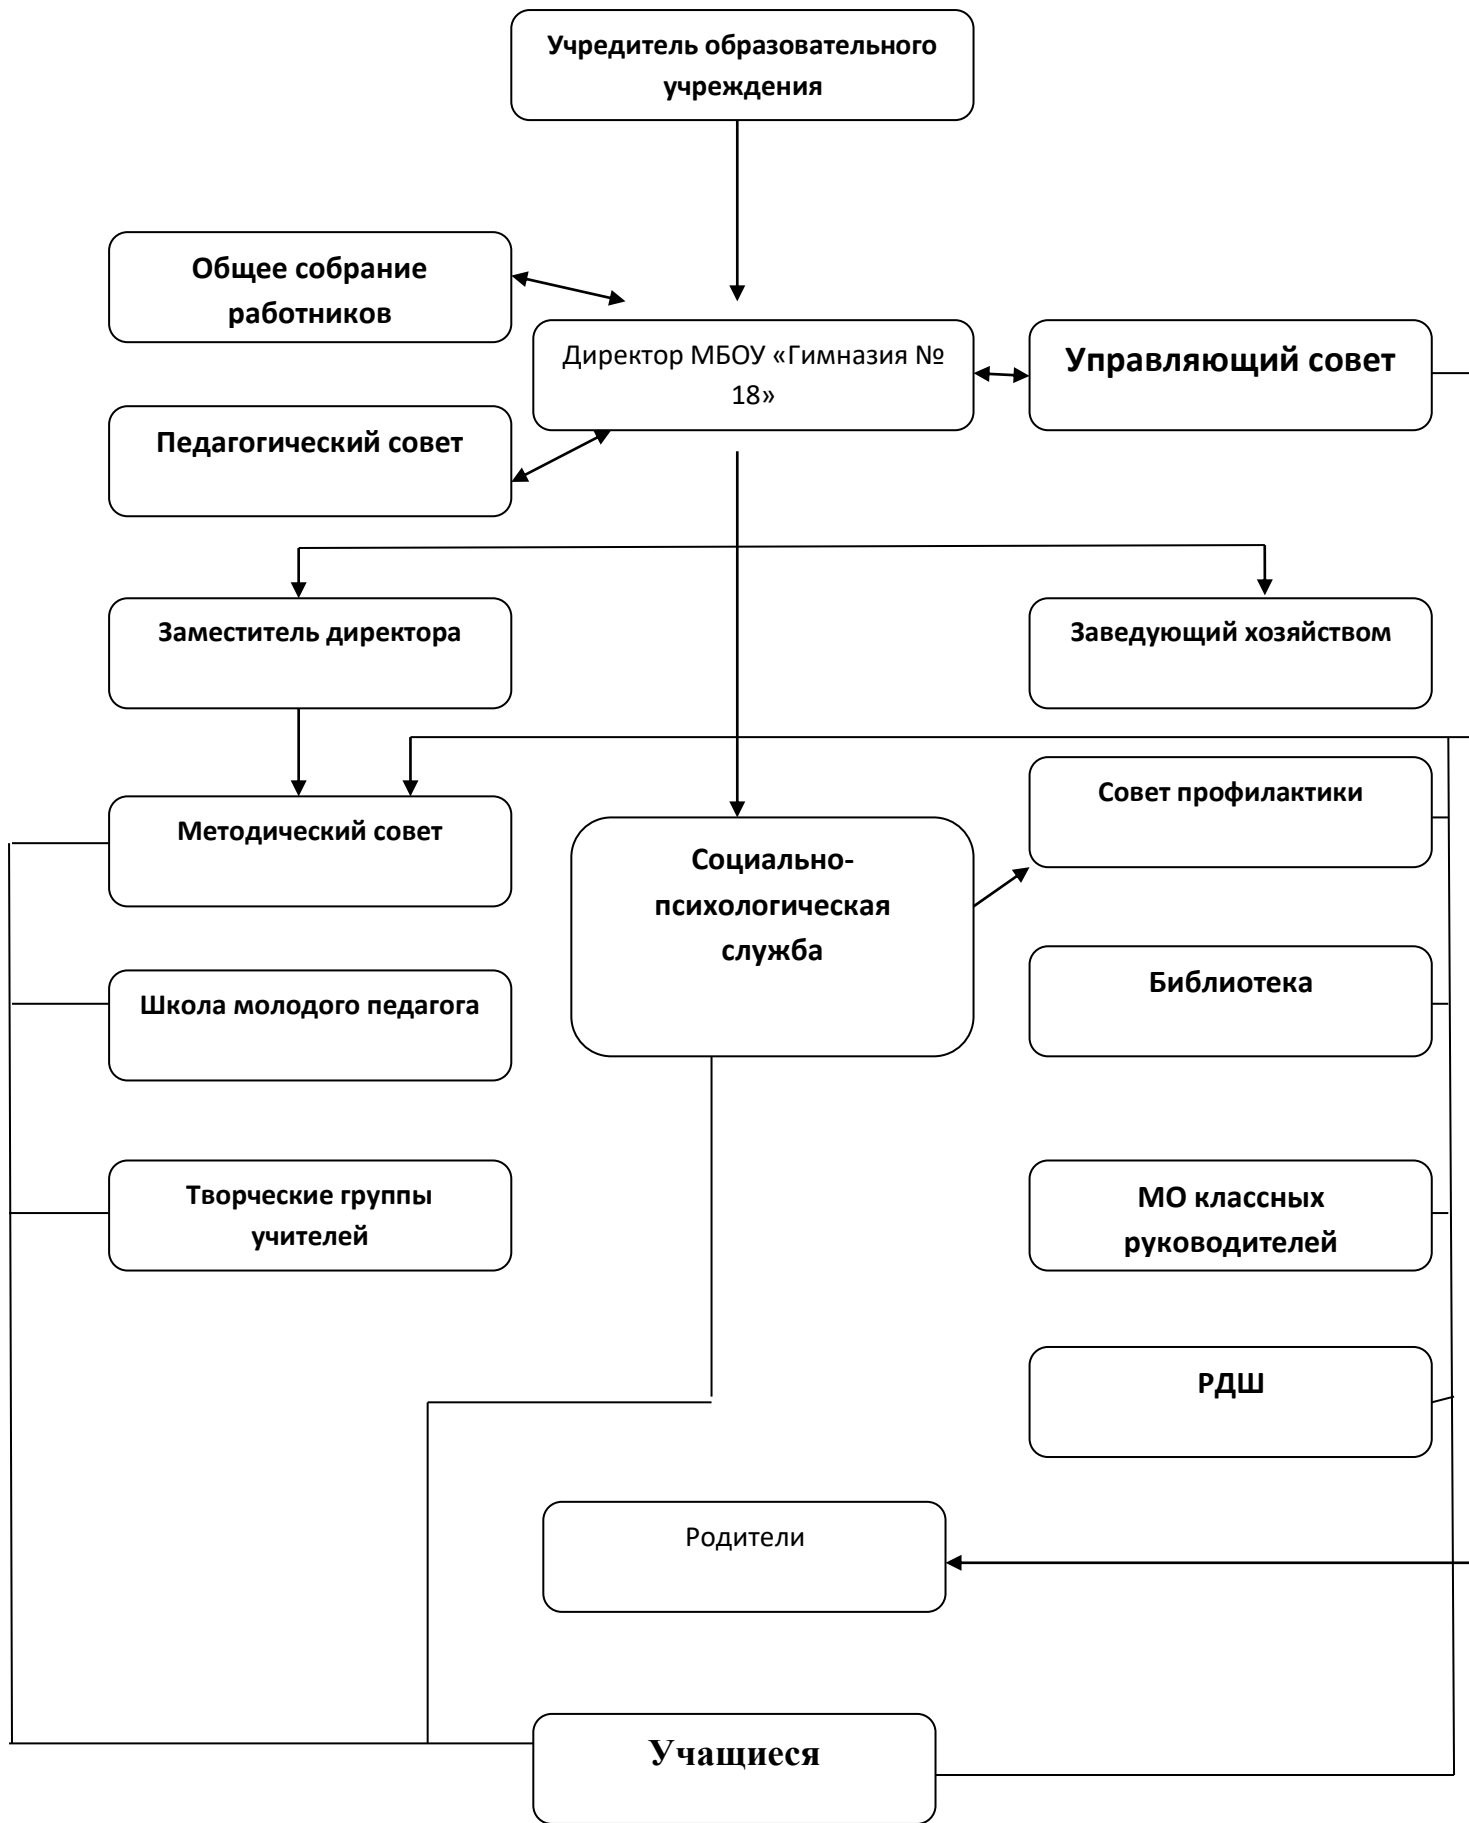 Учредитель образовательного
учреждения
Общее собрание
работников
Директор МБОУ «Гимназия №
18»
Управляющий совет
Педагогический совет
Заместитель директора
Заведующий хозяйством
Методический совет
Социально-
психологическая
служба
Совет профилактики
Школа молодого педагога
Библиотека
Творческие группы
учителей
МО классных
руководителей
РДШ
Родители
Учащиеся